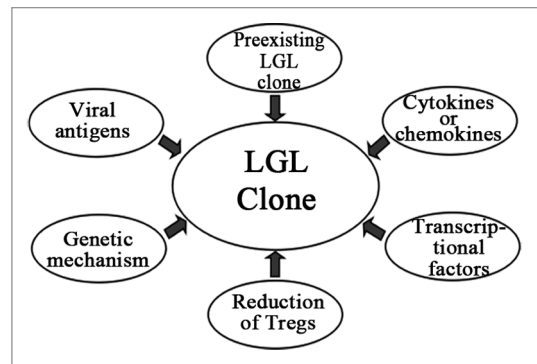 Preexisting
LGL
clone
Viral
antigens
Cytokines
or
chemokines
LGL
Clone
Genetic
mechanism
Transcrip-
tional
factors
Reduction
of Tregs